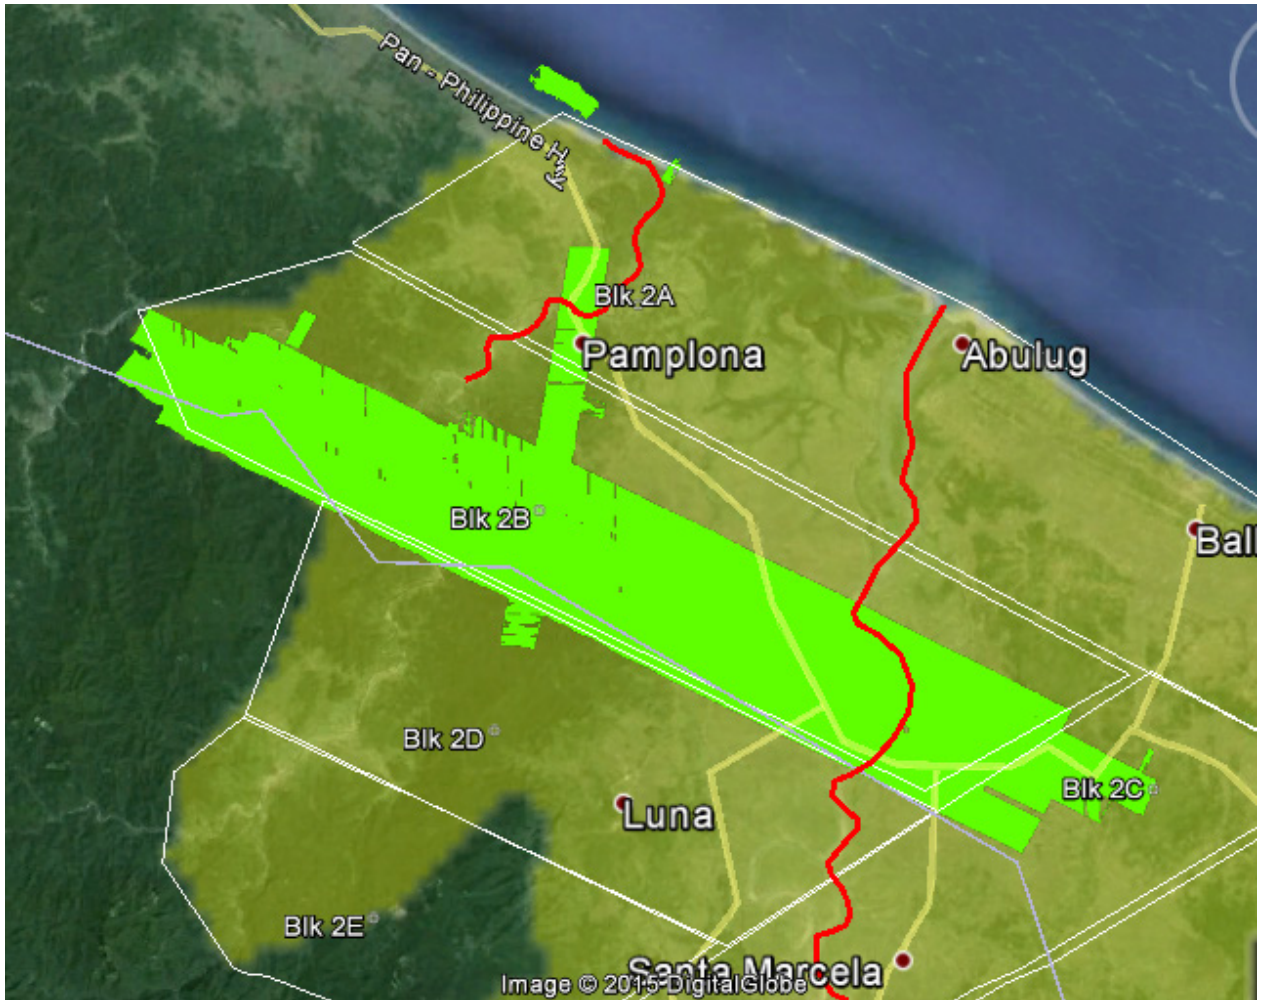 Pan - Philippine Hwy
Blk 2A
Pamplona
Abulug
Blk 2B
Ball
Blk 2D
Blk 2C
Luna
Blk 2E
Santa Marcela
Image © 2015 DigitalGlobe